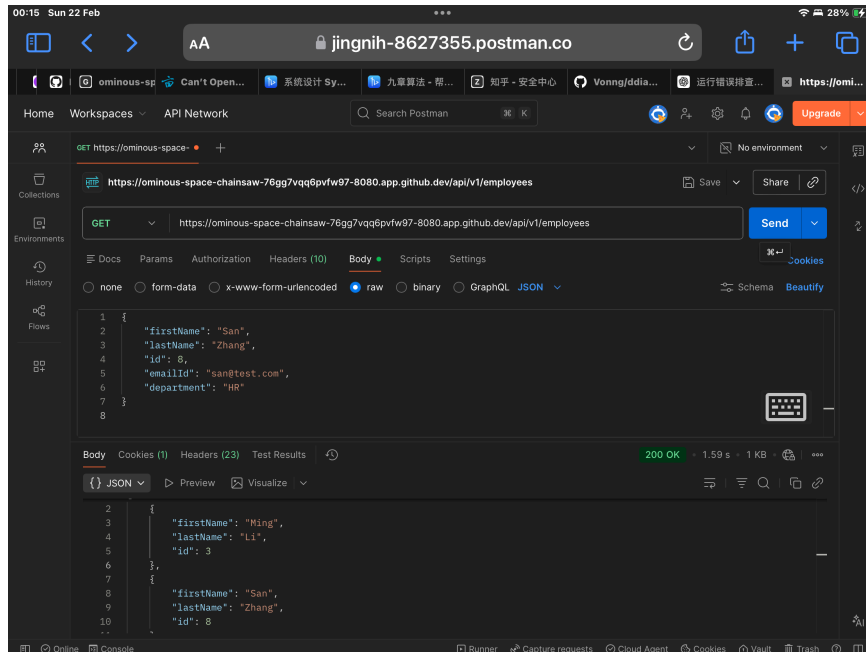 00:15 Sun 22 Feb
28%
AA jingnih-8627355.postman.co
ominous-sp Can't Open... 系统设计 Sy... 九章算法 - 帮... 知乎 - 安全中心 Vonng/ddia... 运行错误排查... https://omi...
Home Workspaces API Network Search Postman ⌘ K Upgrade
GET https://ominous-space- No environment
HTTP https://ominous-space-chainsaw-76gg7vqq6pvfw97-8080.app.github.dev/api/v1/employees Save Share
Collections
GET https://ominous-space-chainsaw-76gg7vqq6pvfw97-8080.app.github.dev/api/v1/employees Send
Environments
Docs Params Authorization Headers (10) Body Scripts Settings ⌘↩ Cookies
History
none form-data x-www-form-urlencoded raw binary GraphQL JSON Schema Beautify
Flows
1 {
2 "firstName": "San",
3 "lastName": "Zhang",
4 "id": 8,
5 "emailId": "san@test.com",
6 "department": "HR"
7 }
8
Body Cookies (1) Headers (23) Test Results 200 OK 1.59 s 1 KB
{} JSON Preview Visualize
2 {
3 "firstName": "Ming",
4 "lastName": "Li",
5 "id": 3
6 },
7 {
8 "firstName": "San",
9 "lastName": "Zhang",
10 "id": 8
AI
Online Console Runner Capture requests Cloud Agent Cookies Vault Trash